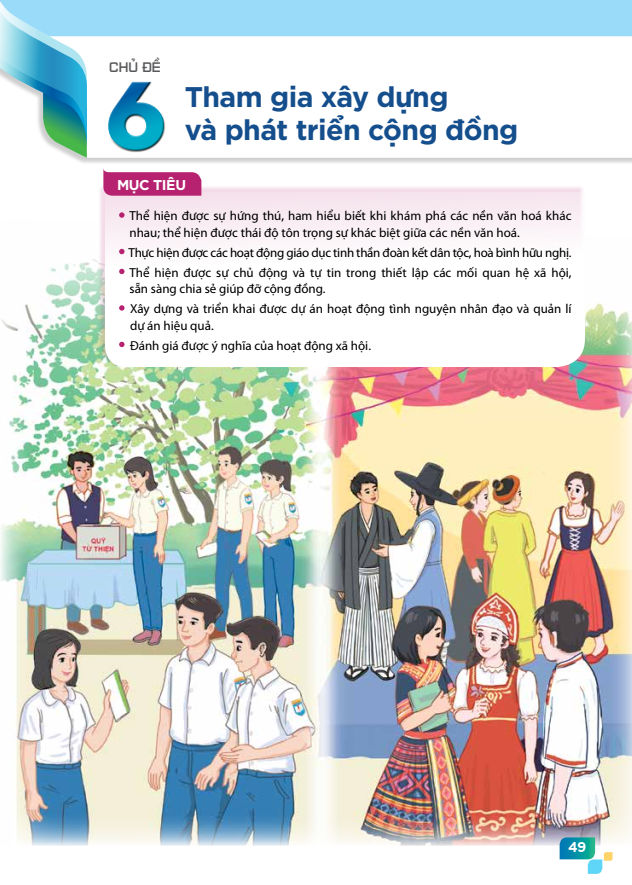 CHỦ ĐỀ
6
Tham gia xây dựng
và phát triển cộng đồng
MỤC TIÊU
• Thể hiện được sự hứng thú, ham hiểu biết khi khám phá các nền văn hoá khác
nhau; thể hiện được thái độ tôn trọng sự khác biệt giữa các nền văn hoá.
• Thực hiện được các hoạt động giáo dục tinh thần đoàn kết dân tộc, hoà bình hữu nghị.
• Thể hiện được sự chủ động và tự tin trong thiết lập các mối quan hệ xã hội,
sẵn sàng chia sẻ giúp đỡ cộng đồng.
• Xây dựng và triển khai được dự án hoạt động tình nguyện nhân đạo và quản lí
dự án hiệu quả.
• Đánh giá được ý nghĩa của hoạt động xã hội.
QUỸ
TỪ THIỆN
49